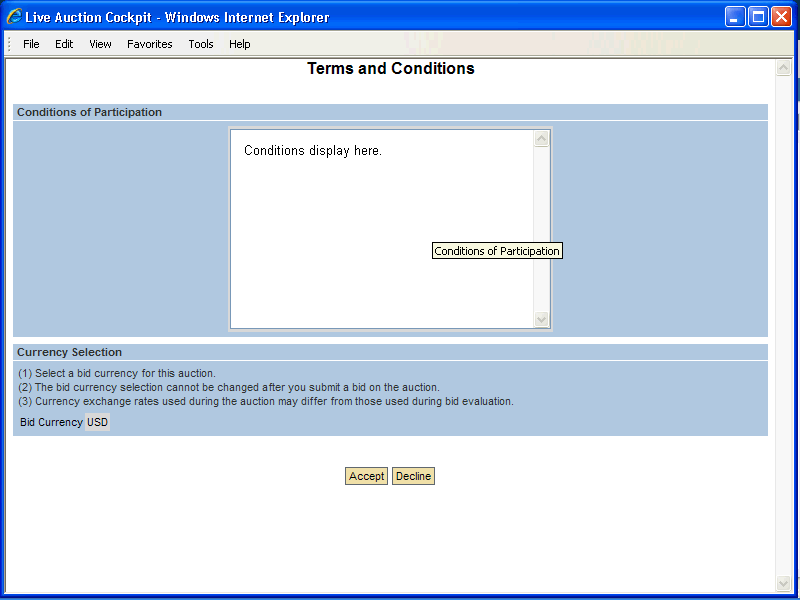 Live Auction Cockpit - Windows Internet Explorer
File Edit View Favorites Tools Help
Terms and Conditions
Conditions of Participation
Conditions display here.
Conditions of Participation
Currency Selection
(1) Select a bid currency for this auction.
(2) The bid currency selection cannot be changed after you submit a bid on the auction.
(3) Currency exchange rates used during the auction may differ from those used during bid evaluation.
Bid Currency USD
Accept Decline